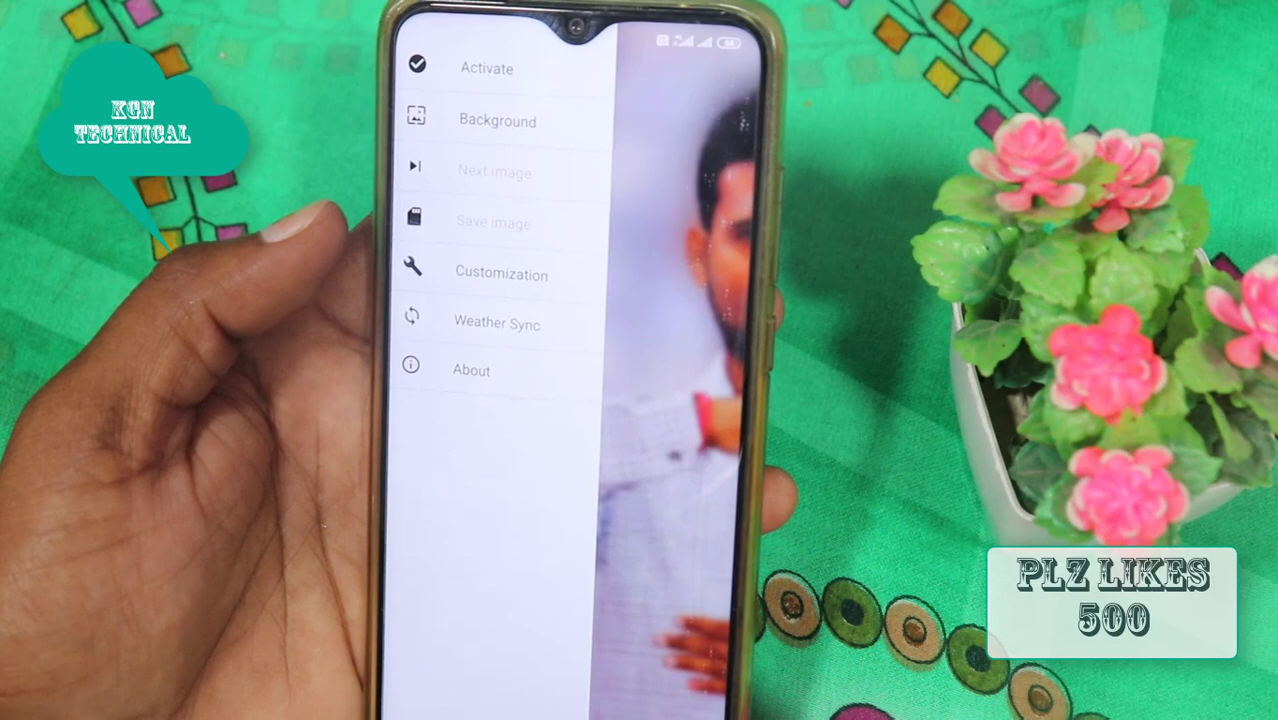 KGN
TECHNICAL
Activate
Background
Next image
Save image
Customization
Weather Sync
About
PLZ LIKES
500